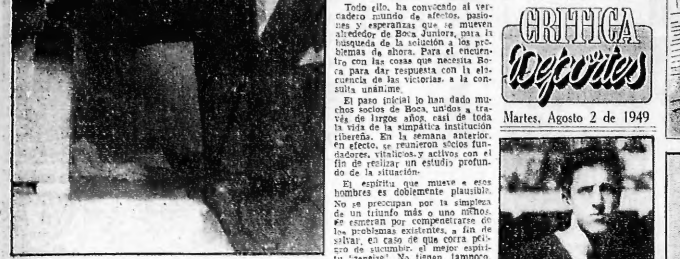 Todo ello, ha convocado al ver-
dadero mundo de afectos, pasio-
nes y esperanzas que se mueven
alrededor de Boca Juniors, para la
búsqueda de la solución a los pro-
blemas de ahora. Para el encuen-
tro con las cosas que necesita Bo-
ca para dar respuesta con la elo-
cuencia de las victorias, a la con-
sulta unánime.
El paso inicial lo han dado mu-
chos socios de Boca, unidos a tra-
vés de largos años, casi de toda
la vida de la simpática institución
ribereña. En la semana anterior,
en efecto, se reunieron socios fun-
dadores, vitalicios, y activos con el
fin de realizar un estudio profun-
do de la situación.
El espíritu que mueve a esos
hombres es doblemente plausible.
No se preocupan por la simpleza
de un triunfo más o uno menos.
Se esmeran por compenetrarse de
los problemas existentes, a fin de
salvar, en caso de que corra peli-
gro de sucumbir, el mejor espíri-
tu No tienen, tampoco,
CRITICA
Deportes
Martes, Agosto 2 de 1949